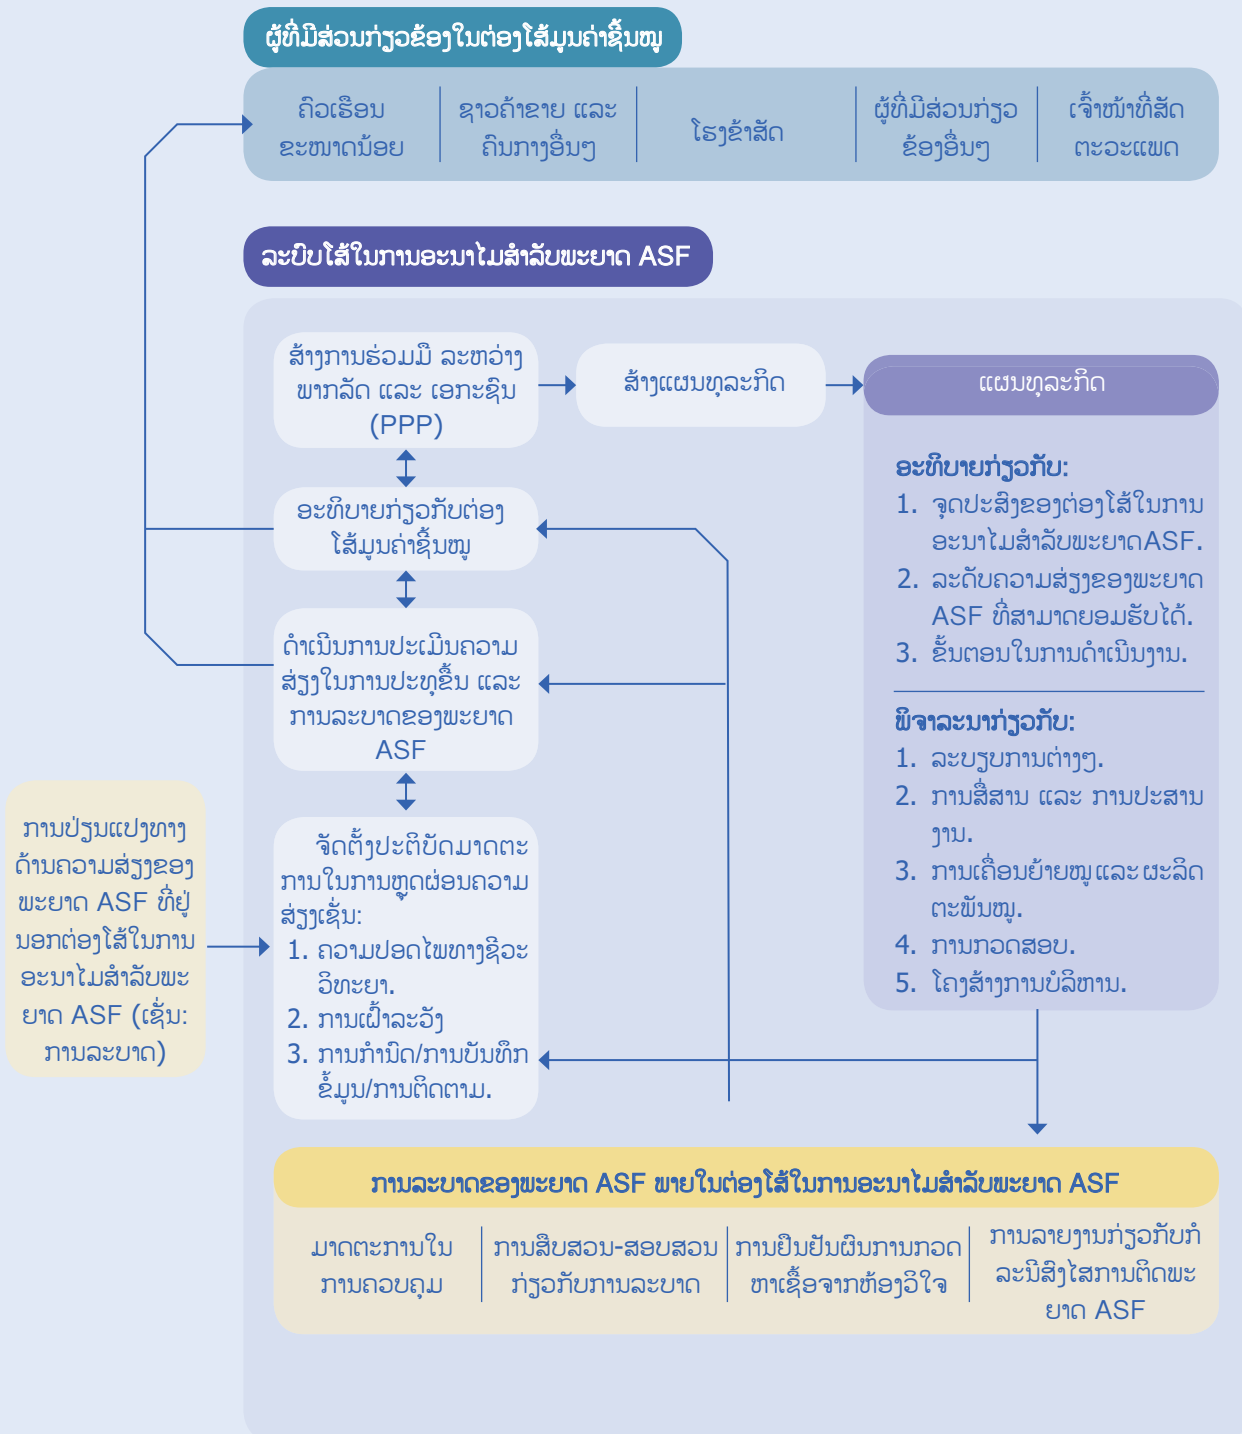 ຜູ້ທີ່ມີສ່ວນກ່ຽວຂ້ອງໃນຕ່ອງໂສ້ມູນຄ່າຊີ້ນໝູ
ຄົວເຮືອນ
ຂະໜາດນ້ອຍ
ຊາວຄ້າຂາຍ ແລະ
ຄົນກາງອື່ນໆ
ໂຮງຂ້າສັດ
ຜູ້ທີ່ມີສ່ວນກ່ຽວ
ຂ້ອງອື່ນໆ
ເຈົ້າໜ້າທີ່ສັດ
ຕະວະແພດ
ລະບົບໂສ້ໃນການອະນາໄມສຳລັບພະຍາດ ASF
ສ້າງການຮ່ວມມື ລະຫວ່າງ
ພາກລັດ ແລະ ເອກະຊົນ
(PPP)
ສ້າງແຜນທຸລະກິດ
ອະທິບາຍກ່ຽວກັບຕ່ອງ
ໂສ້ມູນຄ່າຊີ້ນໝູ
ດຳເນີນການປະເມີນຄວາມ
ສ່ຽງໃນການປະທຸຂື້ນ ແລະ
ການລະບາດຂອງພະຍາດ
ASF
ຈັດຕັ້ງປະຕິບັດມາດຕະ
ການໃນການຫຼຸດຜ່ອນຄວາມ
ສ່ຽງເຊັ່ນ:
1. ຄວາມປອດໄພທາງຊີວະ
ວິທະຍາ.
2. ການເຝົ້າລະວັງ
3. ການກຳນົດ/ການບັນທຶກ
ຂໍ້ມູນ/ການຕິດຕາມ.
ການປ່ຽນແປງທາງ
ດ້ານຄວາມສ່ຽງຂອງ
ພະຍາດ ASF ທີ່ຢູ່
ນອກຕ່ອງໂສ້ໃນການ
ອະນາໄມສຳລັບພະ
ຍາດ ASF (ເຊັ່ນ:
ການລະບາດ)
ແຜນທຸລະກິດ
ອະທິບາຍກ່ຽວກັບ:
1. ຈຸດປະສົງຂອງຕ່ອງໂສ້ໃນການ
ອະນາໄມສຳລັບພະຍາດASF.
2. ລະດັບຄວາມສ່ຽງຂອງພະຍາດ
ASF ທີ່ສາມາດຍອມຮັບໄດ້.
3. ຂັ້ນຕອນໃນການດຳເນີນງານ.
ພິຈາລະນາກ່ຽວກັບ:
1. ລະບຽບການຕ່າງໆ.
2. ການສື່ສານ ແລະ ການປະສານ
ງານ.
3. ການເຄື່ອນຍ້າຍໝູ ແລະ ຜະລິດ
ຕະພັນໝູ.
4. ການກວດສອບ.
5. ໂຄງສ້າງການບໍລິຫານ.
ການລະບາດຂອງພະຍາດ ASF ພາຍໃນຕ່ອງໂສ້ໃນການອະນາໄມສຳລັບພະຍາດ ASF
ມາດຕະການໃນ
ການຄວບຄຸມ
ການສືບສວນ-ສອບສວນ
ກ່ຽວກັບການລະບາດ
ການຢືນຢັນຜົນການກວດ
ຫາເຊື້ອຈາກຫ້ອງວິໃຈ
ການລາຍງານກ່ຽວກັບກໍ
ລະນີສົງໄສການຕິດພະ
ຍາດ ASF